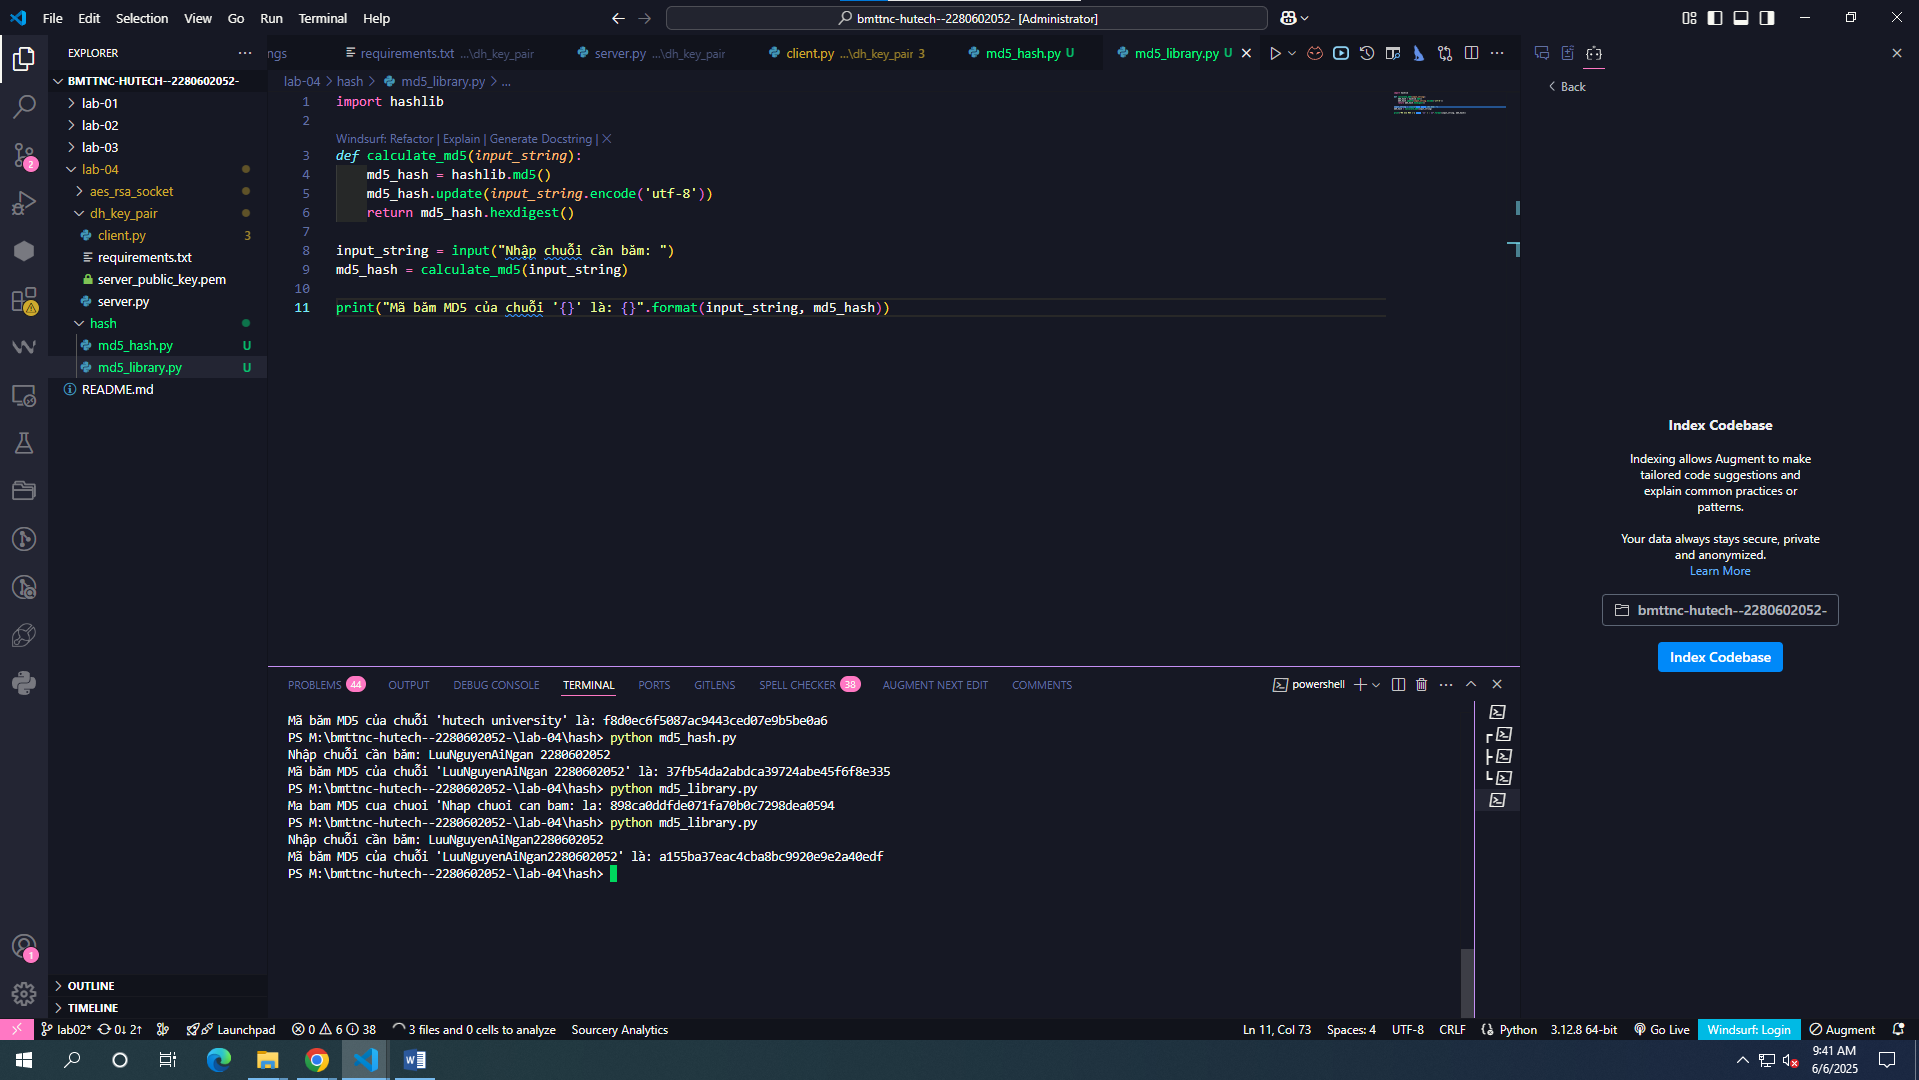 File Edit Selection View Go Run Terminal Help
bmttnc-hutech--2280602052- [Administrator]
EXPLORER
BMTTNC-HUTECH--2280602052-
lab-01
lab-02
lab-03
lab-04
aes_rsa_socket
dh_key_pair
client.py 3
requirements.txt
server_public_key.pem
server.py
hash
md5_hash.py U
md5_library.py U
README.md
OUTLINE
TIMELINE
2
1
ngs requirements.txt ...\dh_key_pair server.py ...\dh_key_pair client.py ...\dh_key_pair 3 md5_hash.py U md5_library.py U
lab-04 > hash > md5_library.py > ...
1 import hashlib
2
Windsurf: Refactor | Explain | Generate Docstring | X
3 def calculate_md5(input_string):
4 md5_hash = hashlib.md5()
5 md5_hash.update(input_string.encode('utf-8'))
6 return md5_hash.hexdigest()
7
8 input_string = input("Nhập chuỗi cần băm: ")
9 md5_hash = calculate_md5(input_string)
10
11 print("Mã băm MD5 của chuỗi '{}' là: {}".format(input_string, md5_hash))
PROBLEMS 44 OUTPUT DEBUG CONSOLE TERMINAL PORTS GITLENS SPELL CHECKER 38 AUGMENT NEXT EDIT COMMENTS
powershell
Mã băm MD5 của chuỗi 'hutech university' là: f8d0ec6f5087ac9443ced07e9b5be0a6
PS M:\bmttnc-hutech--2280602052-\lab-04\hash> python md5_hash.py
Nhập chuỗi cần băm: LuuNguyenAiNgan 2280602052
Mã băm MD5 của chuỗi 'LuuNguyenAiNgan 2280602052' là: 37fb54da2abdca39724abe45f6f8e335
PS M:\bmttnc-hutech--2280602052-\lab-04\hash> python md5_library.py
Ma bam MD5 cua chuoi 'Nhap chuoi can bam: la: 898ca0ddfde071fa70b0c7298dea0594
PS M:\bmttnc-hutech--2280602052-\lab-04\hash> python md5_library.py
Nhập chuỗi cần băm: LuuNguyenAiNgan2280602052
Mã băm MD5 của chuỗi 'LuuNguyenAiNgan2280602052' là: a155ba37eac4cba8bc9920e9e2a40edf
PS M:\bmttnc-hutech--2280602052-\lab-04\hash>
Back
Index Codebase
Indexing allows Augment to make
tailored code suggestions and
explain common practices or
patterns.
Your data always stays secure, private
and anonymized.
Learn More
bmttnc-hutech--2280602052-
Index Codebase
lab02* 0↓ 2↑ Launchpad 0 6 38 3 files and 0 cells to analyze Sourcery Analytics
Ln 11, Col 73 Spaces: 4 UTF-8 CRLF Python 3.12.8 64-bit Go Live Windsurf: Login Augment
9:41 AM
6/6/2025